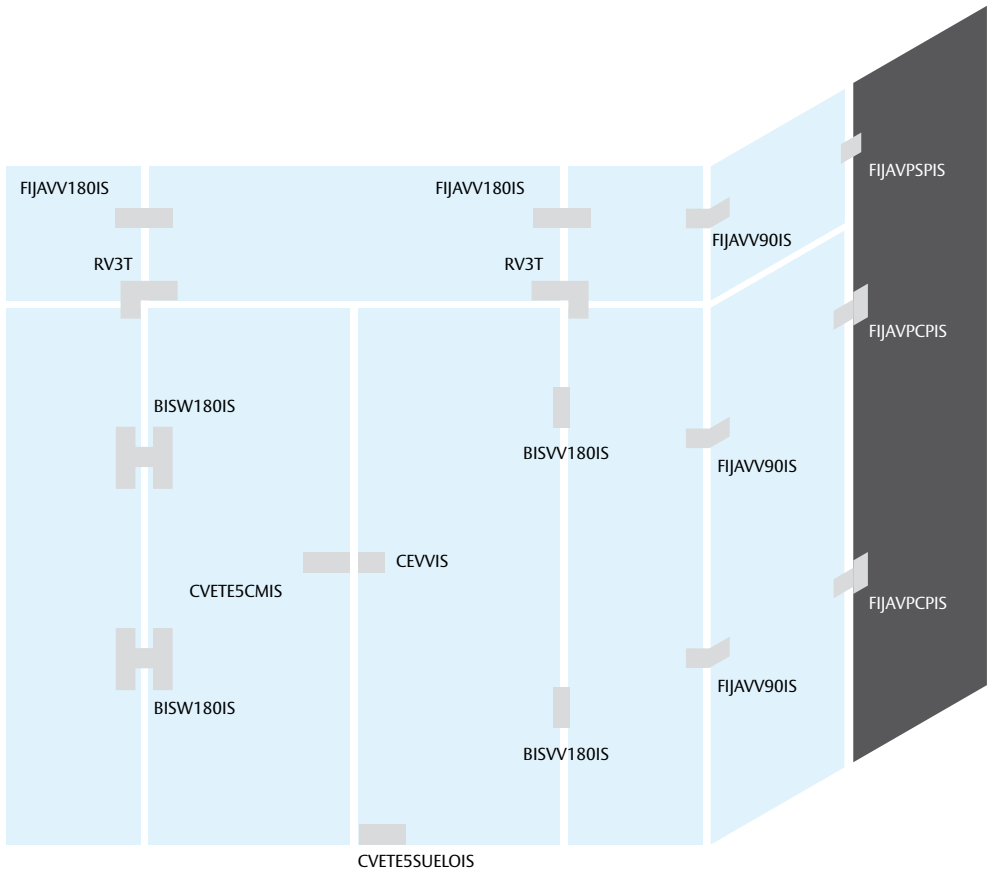 FIJAVPSPIS
FIJAVV180IS
FIJAVV180IS
FIJAVV90IS
RV3T
RV3T
FIJAVPCPIS
BISW180IS
BISVV180IS
FIJAVV90IS
CEVVIS
CVETE5CMIS
FIJAVPCPIS
FIJAVV90IS
BISW180IS
BISVV180IS
CVETE5SUELOIS